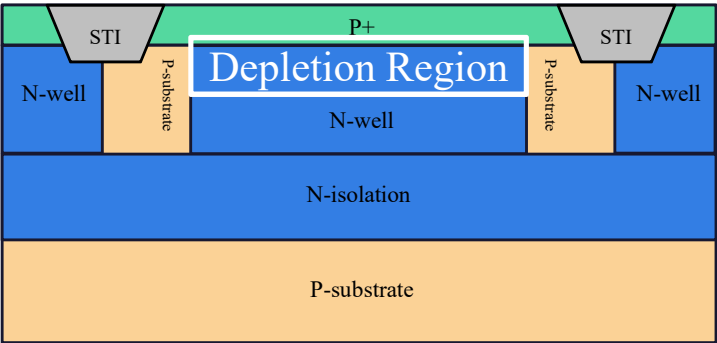 STI
P+
STI
N-well
P-substrate
Depletion Region
P-substrate
N-well
N-well
N-isolation
P-substrate